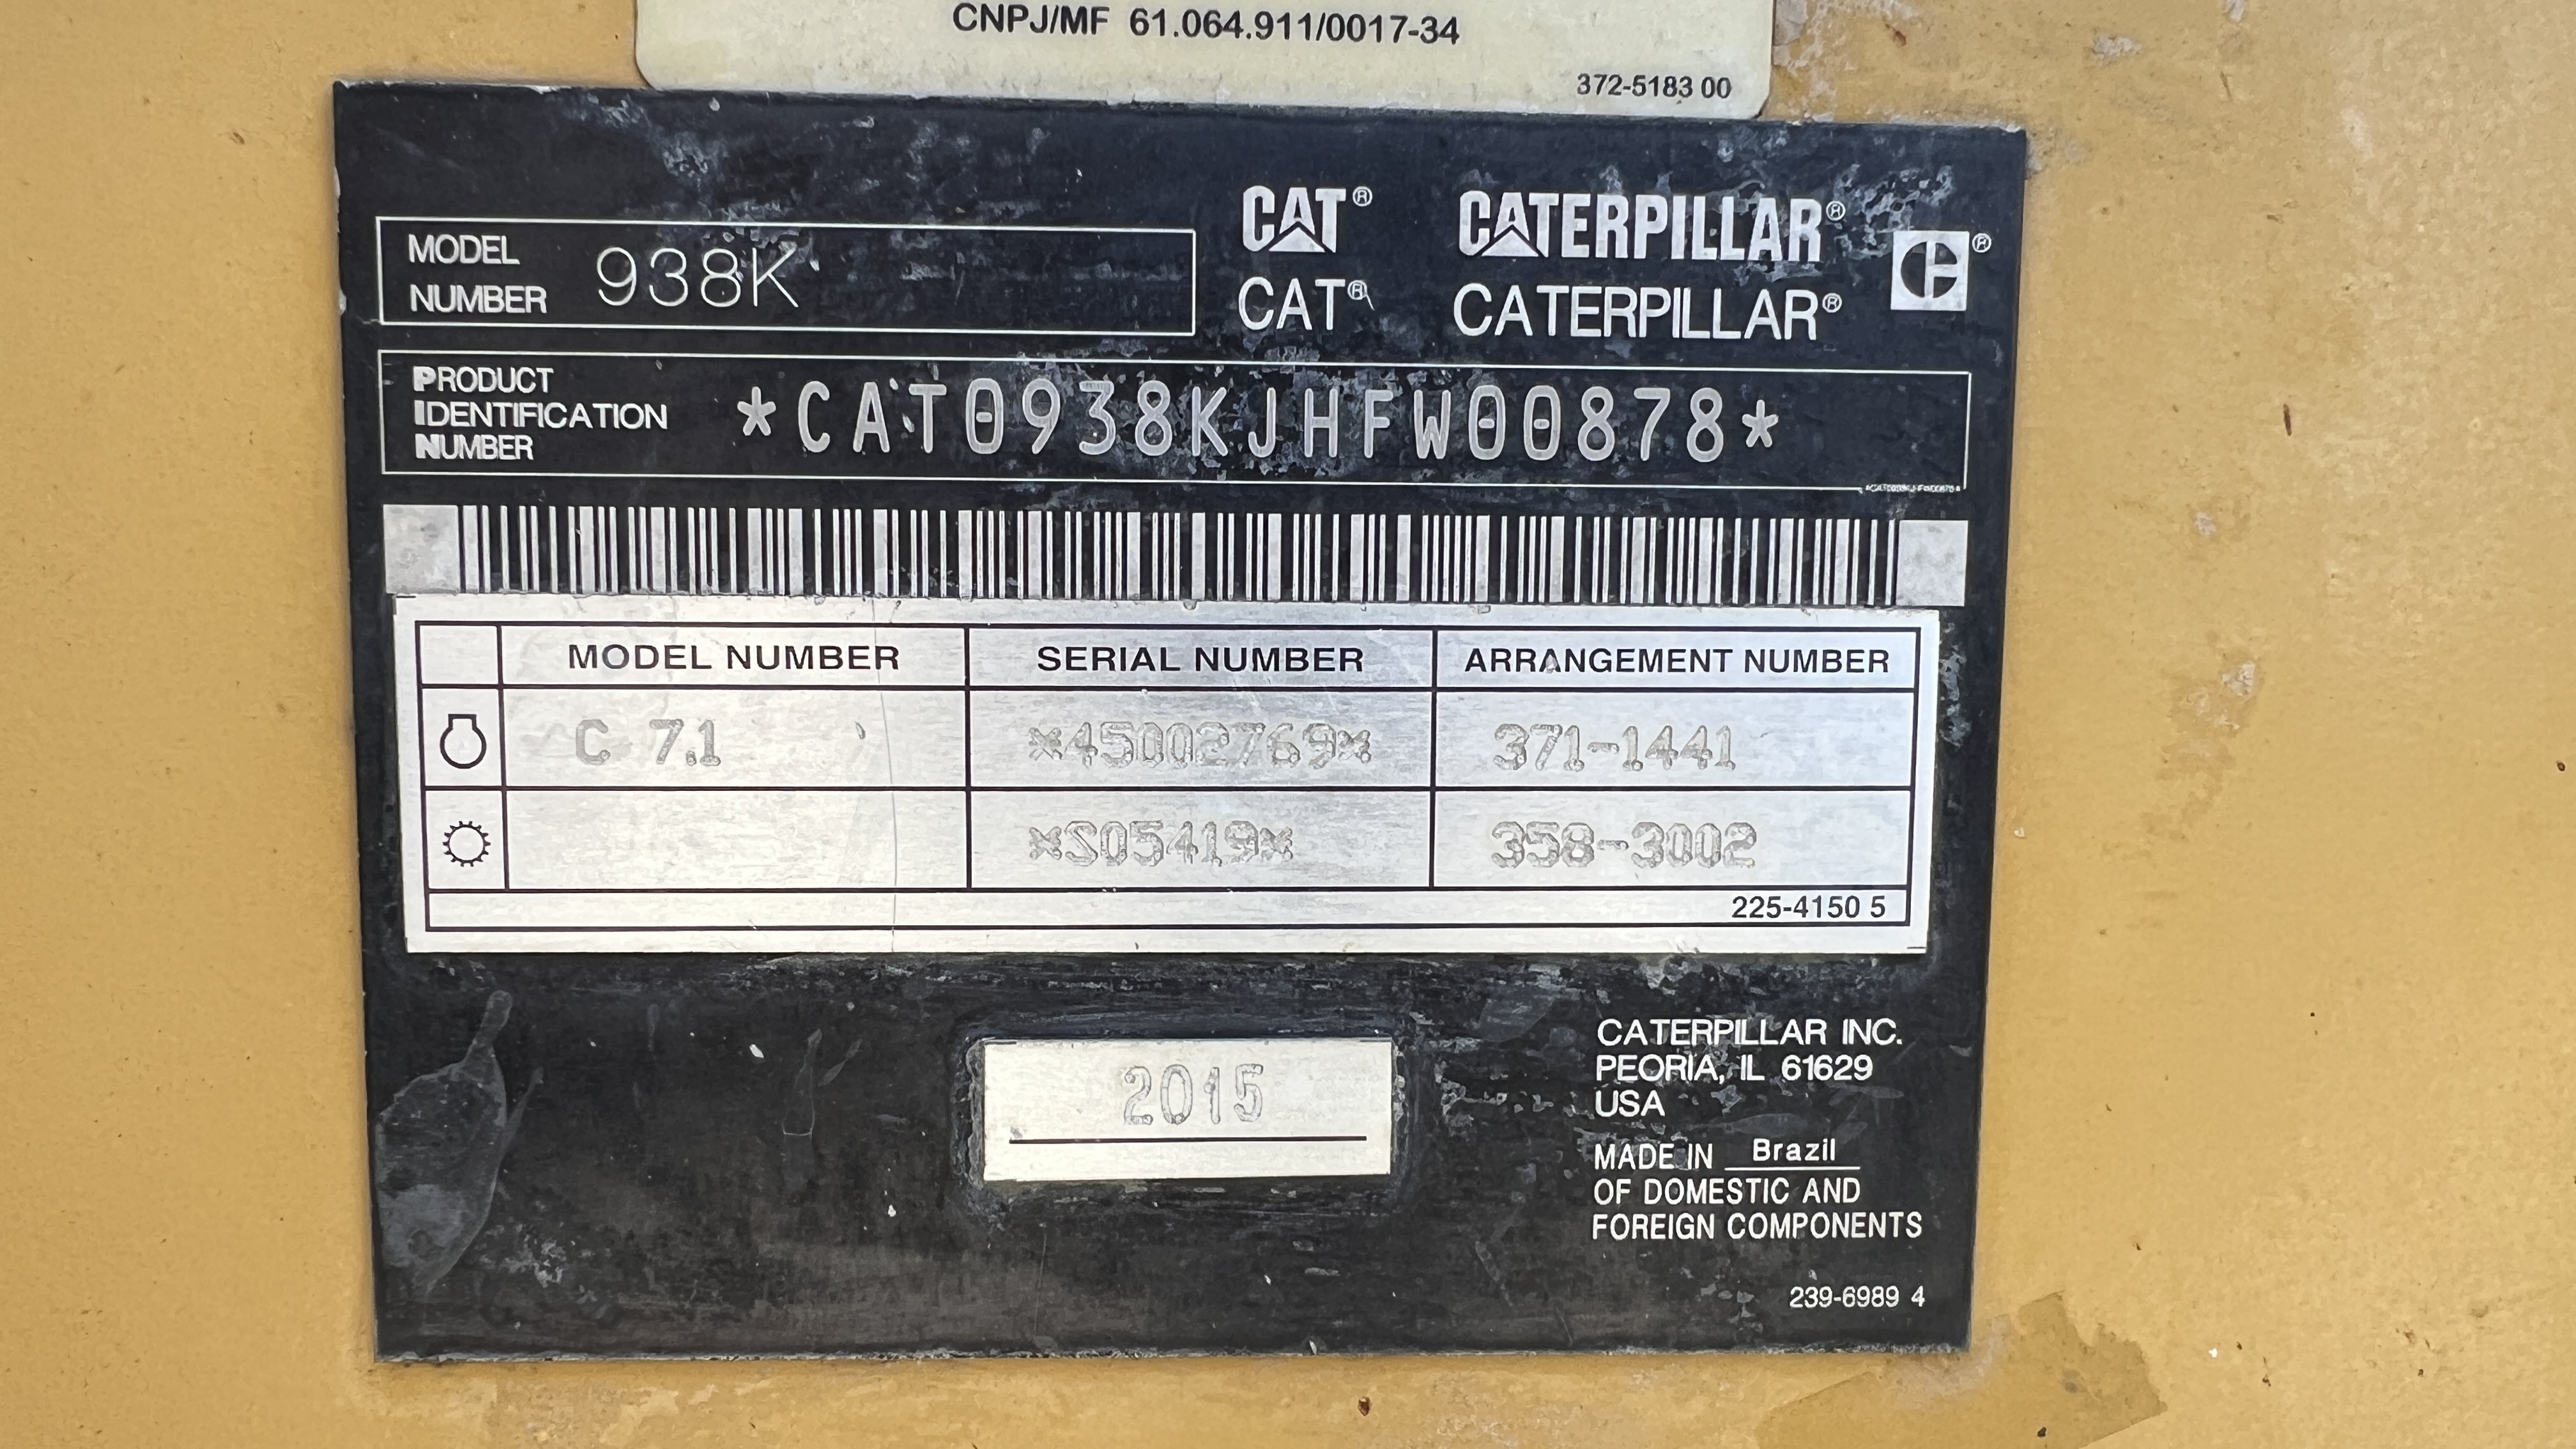 CNPJ/MF 61.064.911/0017-34
372-5183 00
CAT® CATERPILLAR®
MODEL NUMBER 938K
CAT® CATERPILLAR®
PRODUCT IDENTIFICATION NUMBER *CAT0938KJHFW00878*
MODEL NUMBER SERIAL NUMBER ARRANGEMENT NUMBER
C 7.1 *45002769* 371-1441
*S05419* 358-3002
225-4150 5
2015
CATERPILLAR INC.
PEORIA, IL 61629
USA
MADE IN Brazil
OF DOMESTIC AND
FOREIGN COMPONENTS
239-6989 4